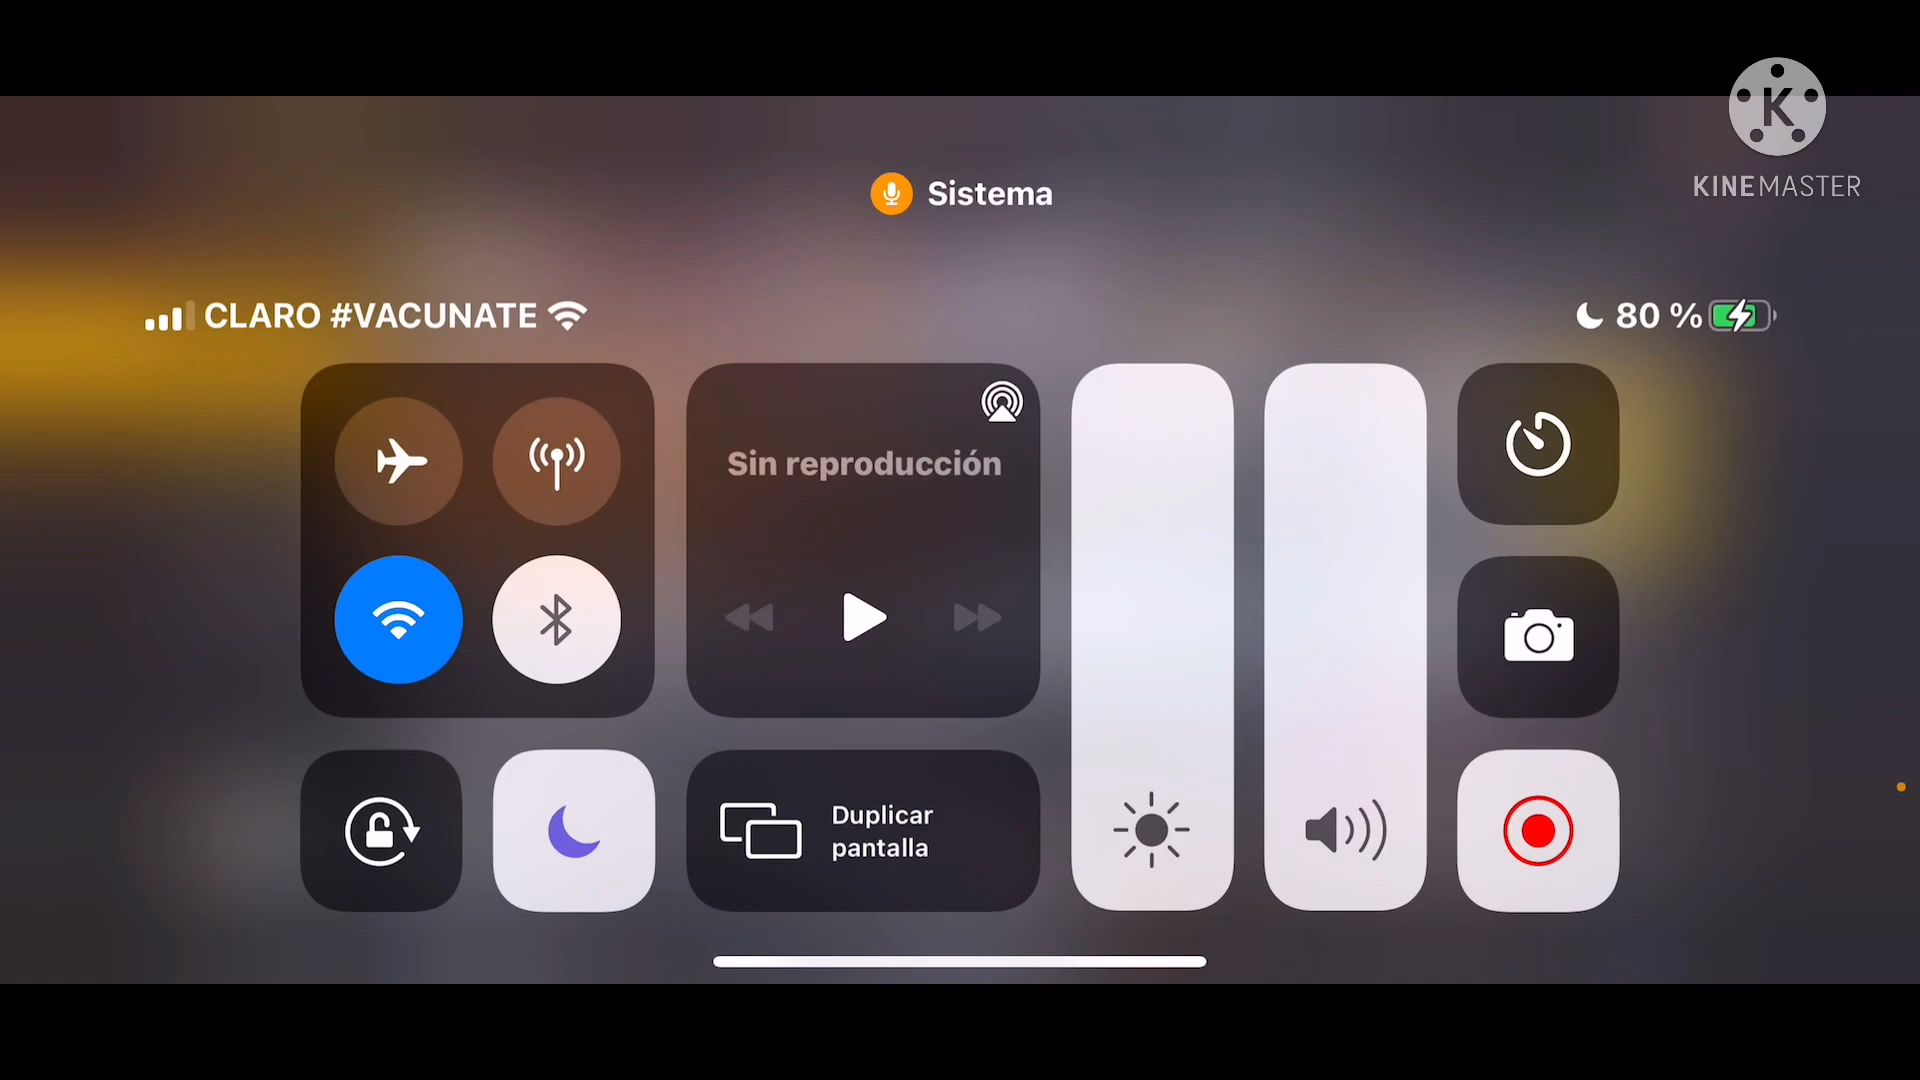 K
KINEMASTER
Sistema
CLARO #VACUNATE
80 %
Sin reproducción
Duplicar
pantalla